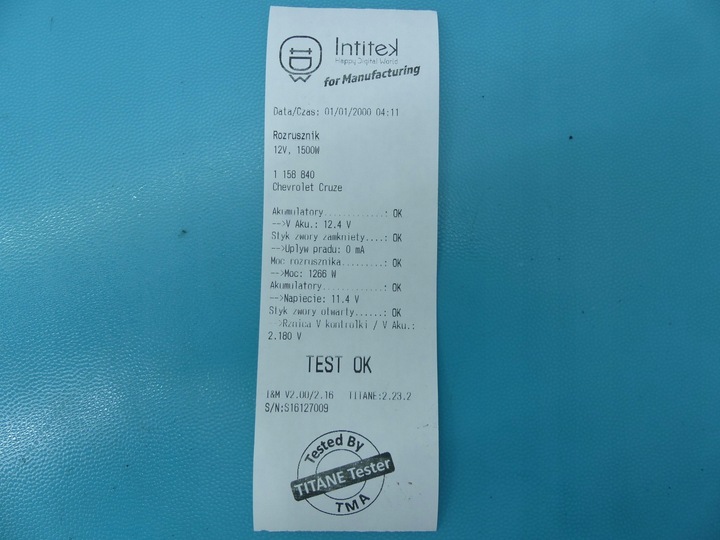 Intitek
Happy Digital World
for Manufacturing
Data/Czas: 01/01/2000 04:11
Rozrusznik
12V, 1500W
1 158 840
Chevrolet Cruze
Akumulatory.............: OK
-->V Aku.: 12.4 V
Styk zwory zamkniety....: OK
-->Uplyw pradu: 0 mA
Moc rozrusznika.........: OK
-->Moc: 1266 W
Akumulatory.............: OK
-->Napiecie: 11.4 V
Styk zwory otwarty......: OK
-->Rznica V kontrolki / V Aku.:
2.180 V
TEST OK
I&M V2.00/2.16 TITANE:2.23.2
S/N:S16127009
Tested By
TITANE Tester
TMA